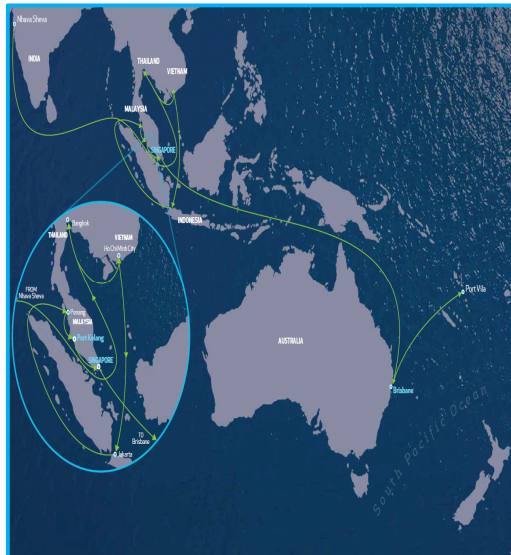 Nhava Sheva
INDIA
THAILAND
VIETNAM
MALAYSIA
SINGAPORE
INDONESIA
Bangkok
THAILAND
VIETNAM
Ho Chi Minh City
FROM
Nhava Sheva
Penang
MALAYSIA
Port Kelang
SINGAPORE
TO
Brisbane
Jakarta
AUSTRALIA
Port Vila
Brisbane
South Pacific Ocean